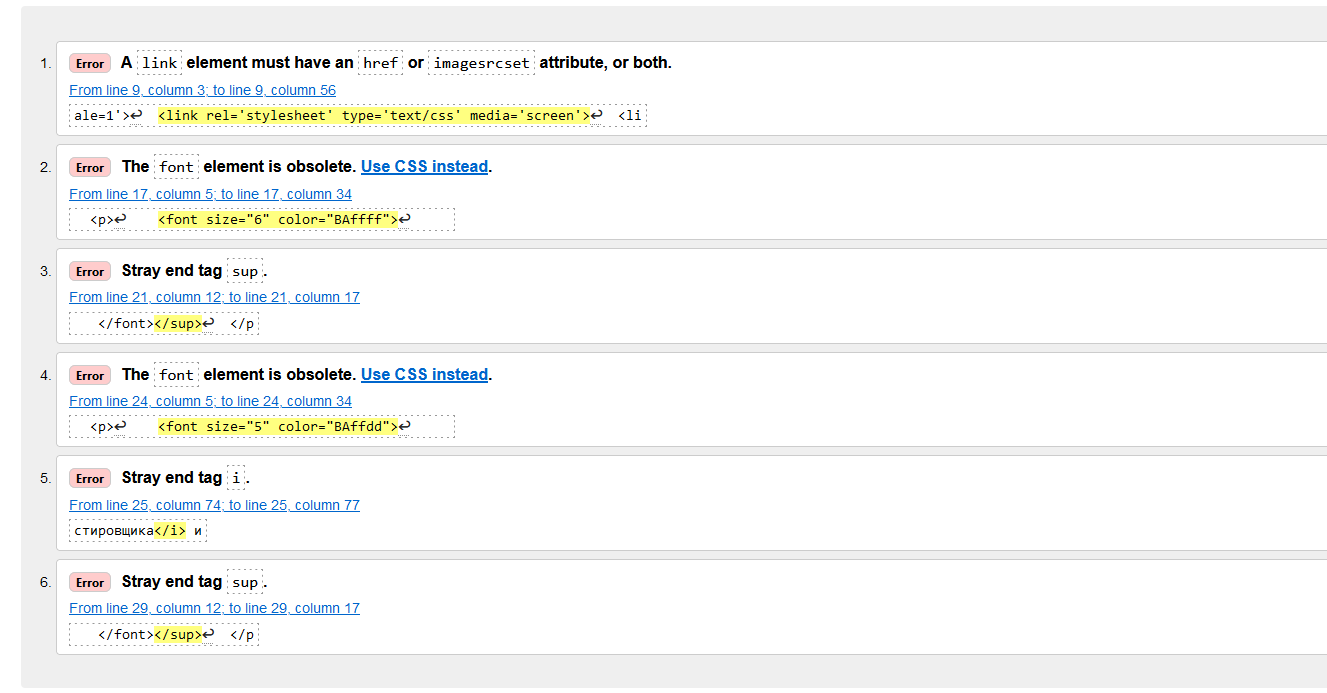 1. Error A link element must have an href or imagesrcset attribute, or both.
From line 9, column 3; to line 9, column 56
ale=1'>↩  <link rel='stylesheet' type='text/css' media='screen'>↩  <li
2. Error The font element is obsolete. Use CSS instead.
From line 17, column 5; to line 17, column 34
<p>↩    <font size="6" color="BAffff">↩
3. Error Stray end tag sup.
From line 21, column 12; to line 21, column 17
</font></sup>↩  </p
4. Error The font element is obsolete. Use CSS instead.
From line 24, column 5; to line 24, column 34
<p>↩    <font size="5" color="BAffdd">↩
5. Error Stray end tag i.
From line 25, column 74; to line 25, column 77
стировщика</i> и
6. Error Stray end tag sup.
From line 29, column 12; to line 29, column 17
</font></sup>↩  </p